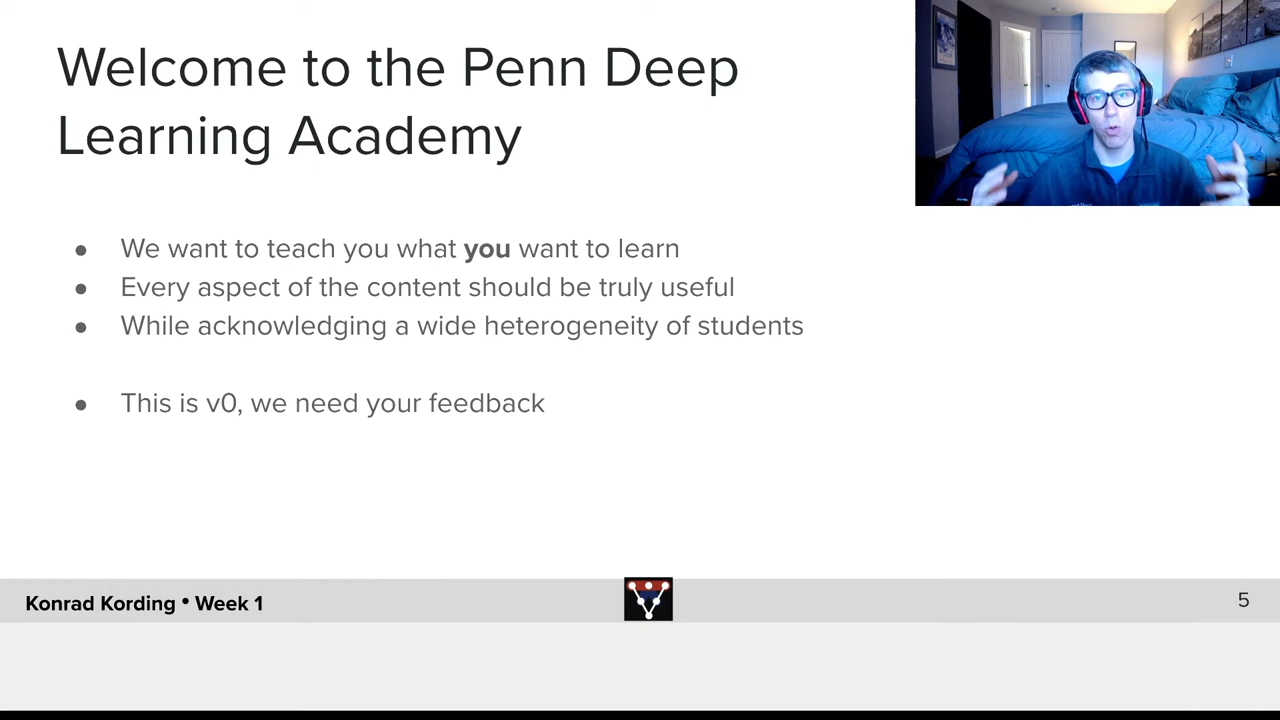 Welcome to the Penn Deep
Learning Academy
● We want to teach you what you want to learn
● Every aspect of the content should be truly useful
● While acknowledging a wide heterogeneity of students
● This is v0, we need your feedback
Konrad Kording • Week 1
5